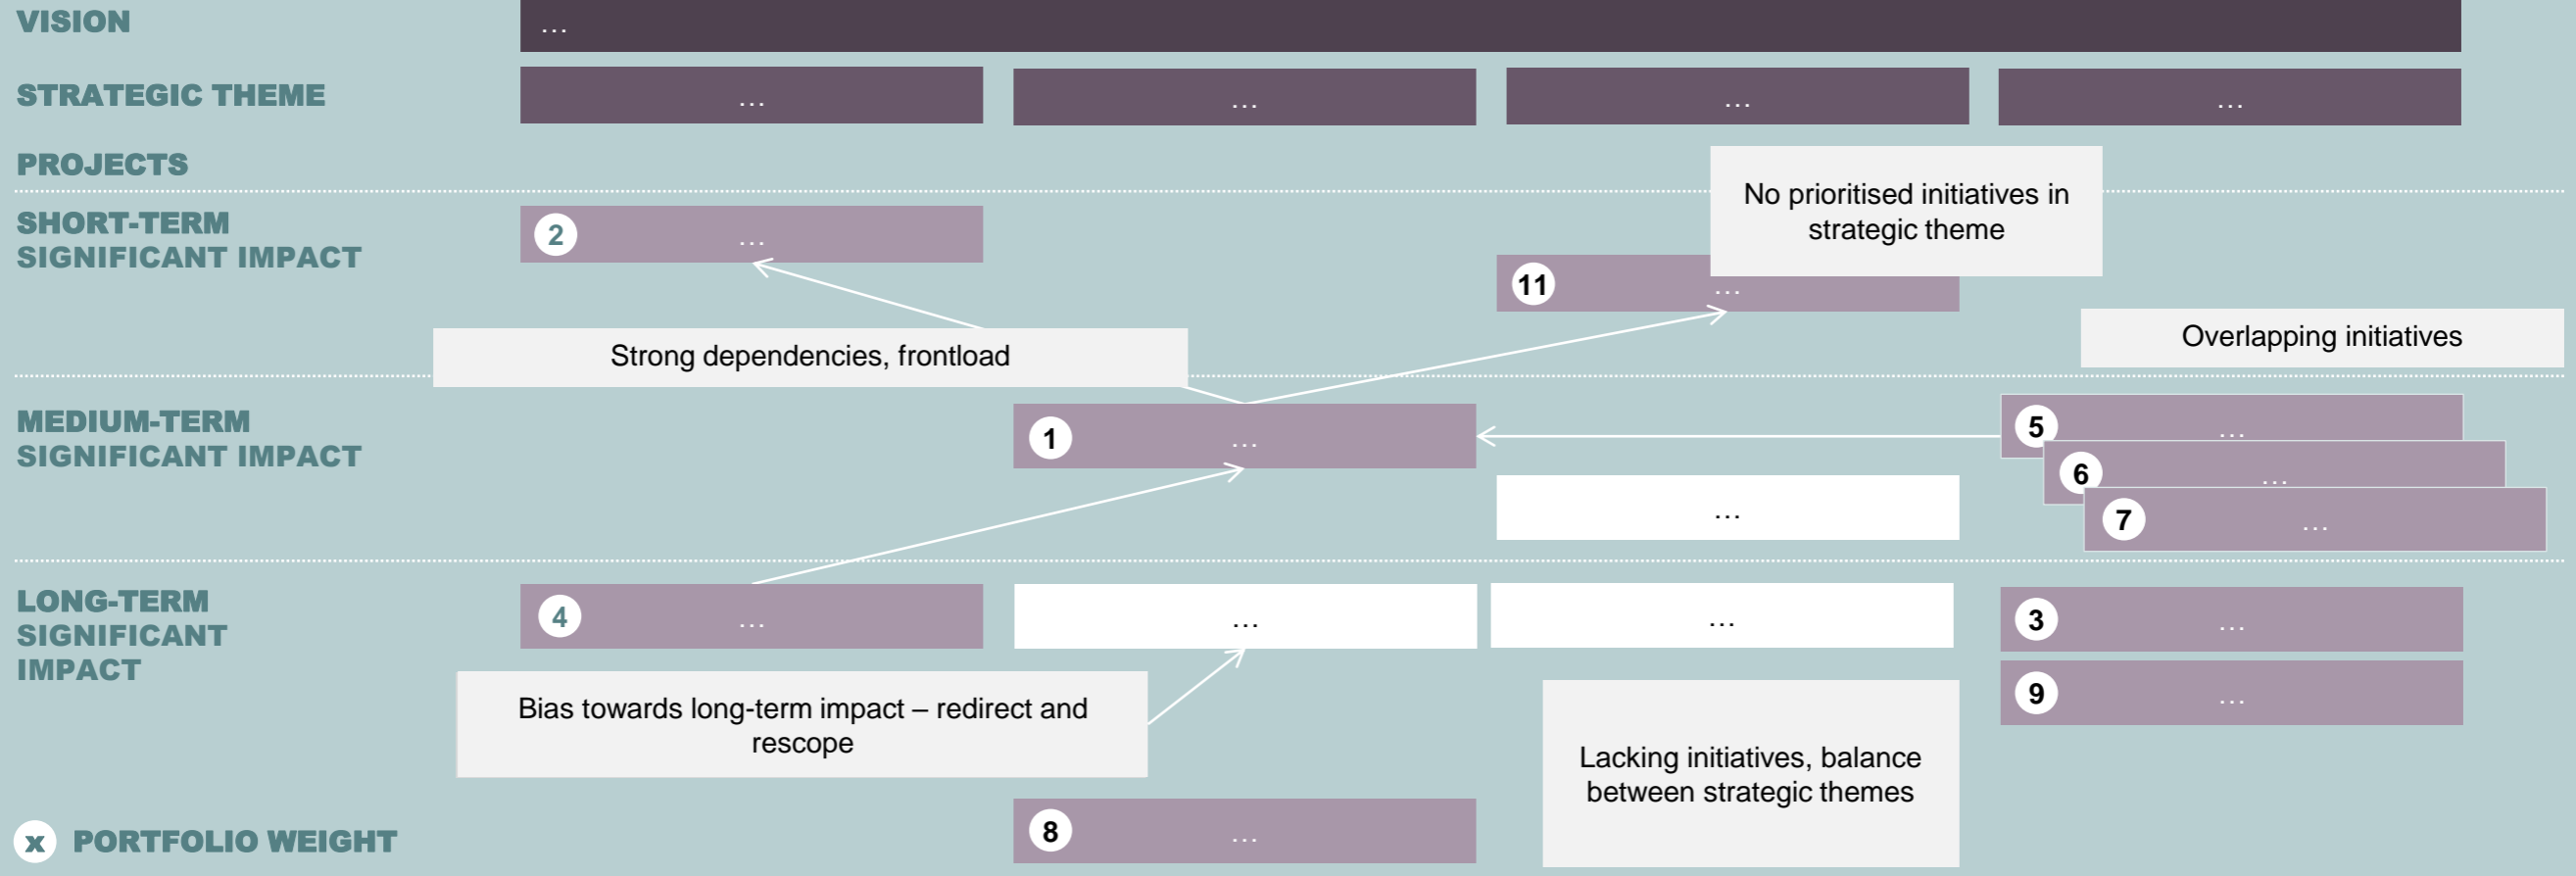 VISION
…
STRATEGIC THEME
…
…
…
…
PROJECTS
No prioritised initiatives in
strategic theme
SHORT-TERM
SIGNIFICANT IMPACT
2
…
11
…
Strong dependencies, frontload
Overlapping initiatives
MEDIUM-TERM
SIGNIFICANT IMPACT
1
…
5
…
6
…
7
…
…
LONG-TERM
SIGNIFICANT
IMPACT
4
…
…
…
3
…
9
…
Bias towards long-term impact – redirect and
rescope
Lacking initiatives, balance
between strategic themes
8
…
x PORTFOLIO WEIGHT